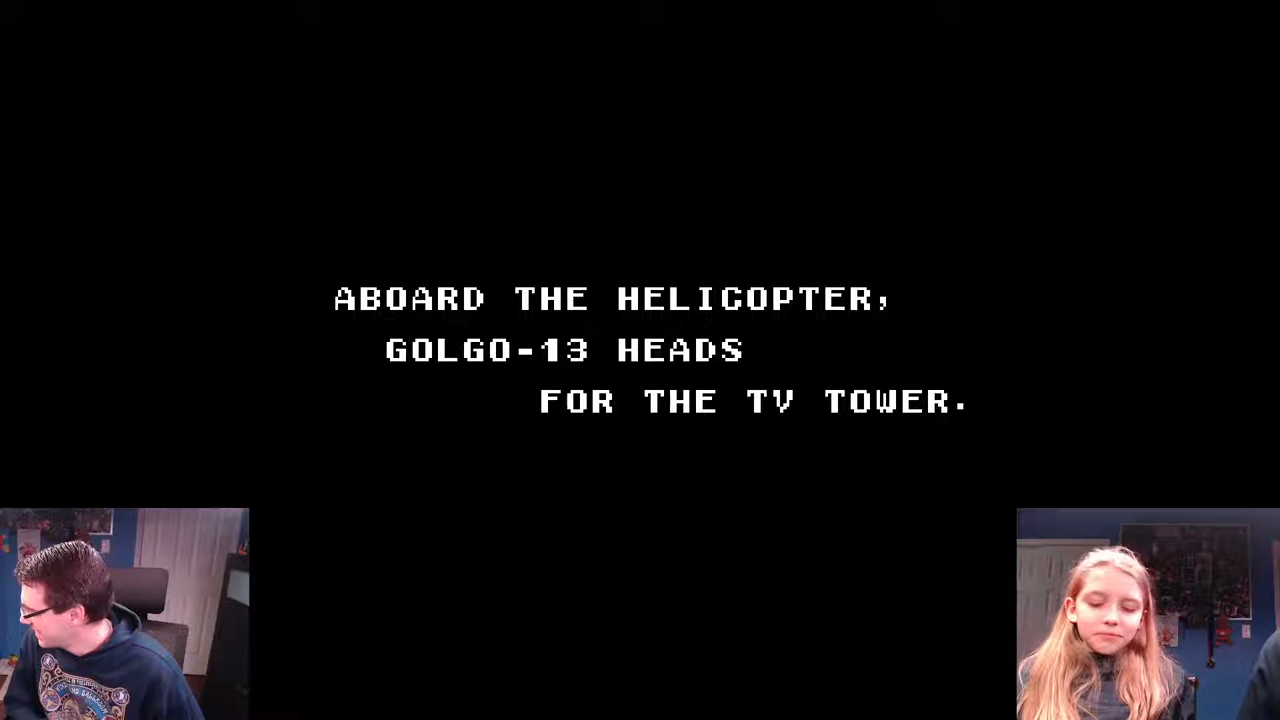 ABOARD THE HELICOPTER,
GOLGO-13 HEADS
FOR THE TV TOWER.